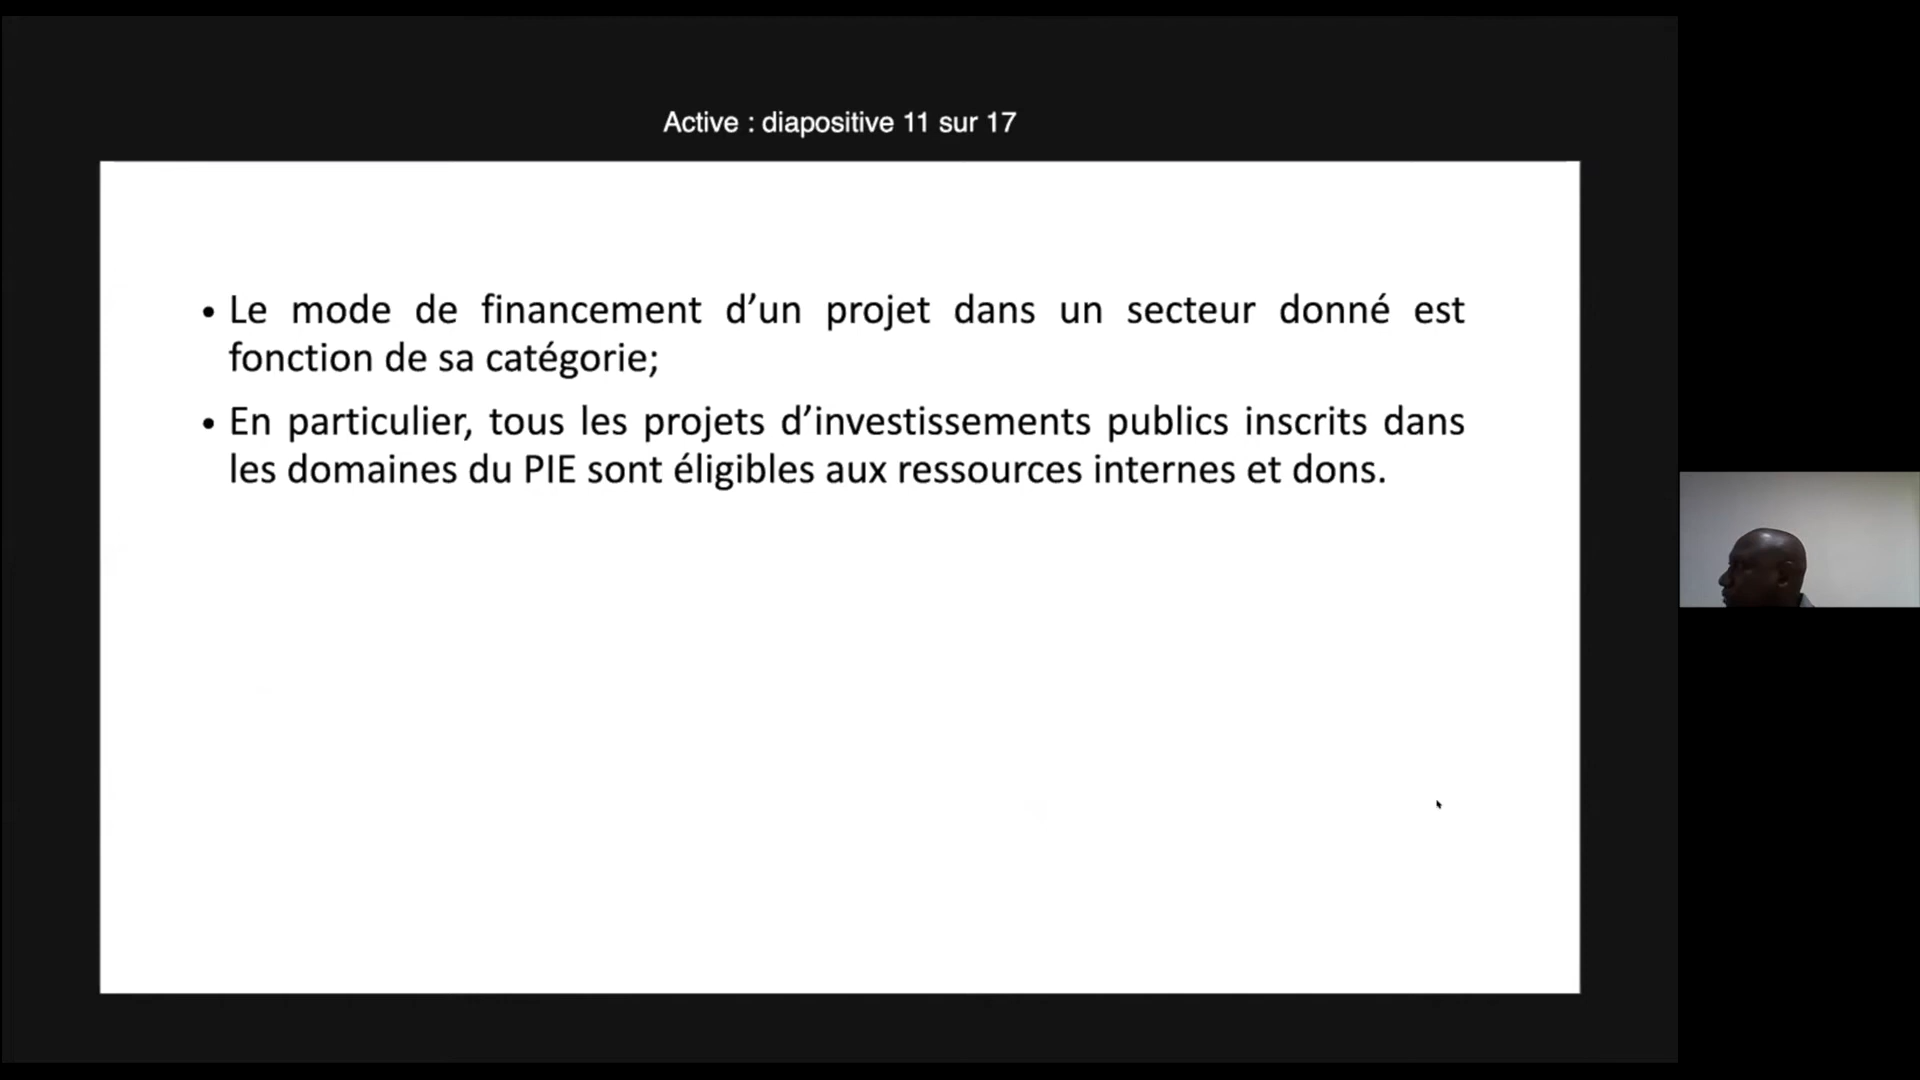 Active : diapositive 11 sur 17
• Le mode de financement d’un projet dans un secteur donné est
fonction de sa catégorie;
• En particulier, tous les projets d’investissements publics inscrits dans
les domaines du PIE sont éligibles aux ressources internes et dons.